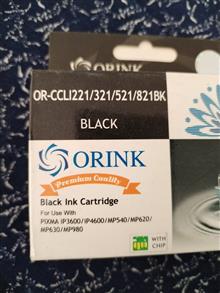 ORINK
OR-CCLI221/321/521/821BK
BLACK
ORINK
Premium Quality
Black Ink Cartridge
For Use With
PIXMA iP3600/iP4600/MP540/MP620/
MP630/MP980
WITH
CHIP